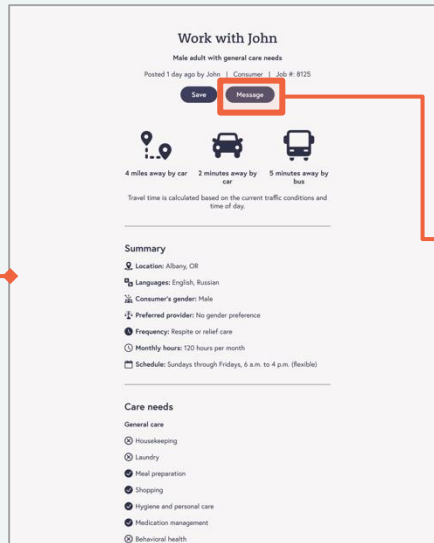 Work with John
Male adult with general care needs
Posted 1 day ago by John | Consumer | Job #: 8125
Save Message
4 miles away by car 2 minutes away by car 5 minutes away by bus
Travel time is calculated based on the current traffic conditions and
time of day.
Summary
Location: Albany, OR
Languages: English, Russian
Consumer's gender: Male
Preferred provider: No gender preference
Frequency: Respite or relief care
Monthly hours: 120 hours per month
Schedule: Sundays through Fridays, 6 a.m. to 4 p.m. (flexible)
Care needs
General care
Housekeeping
Laundry
Meal preparation
Shopping
Hygiene and personal care
Medication management
Behavioral health